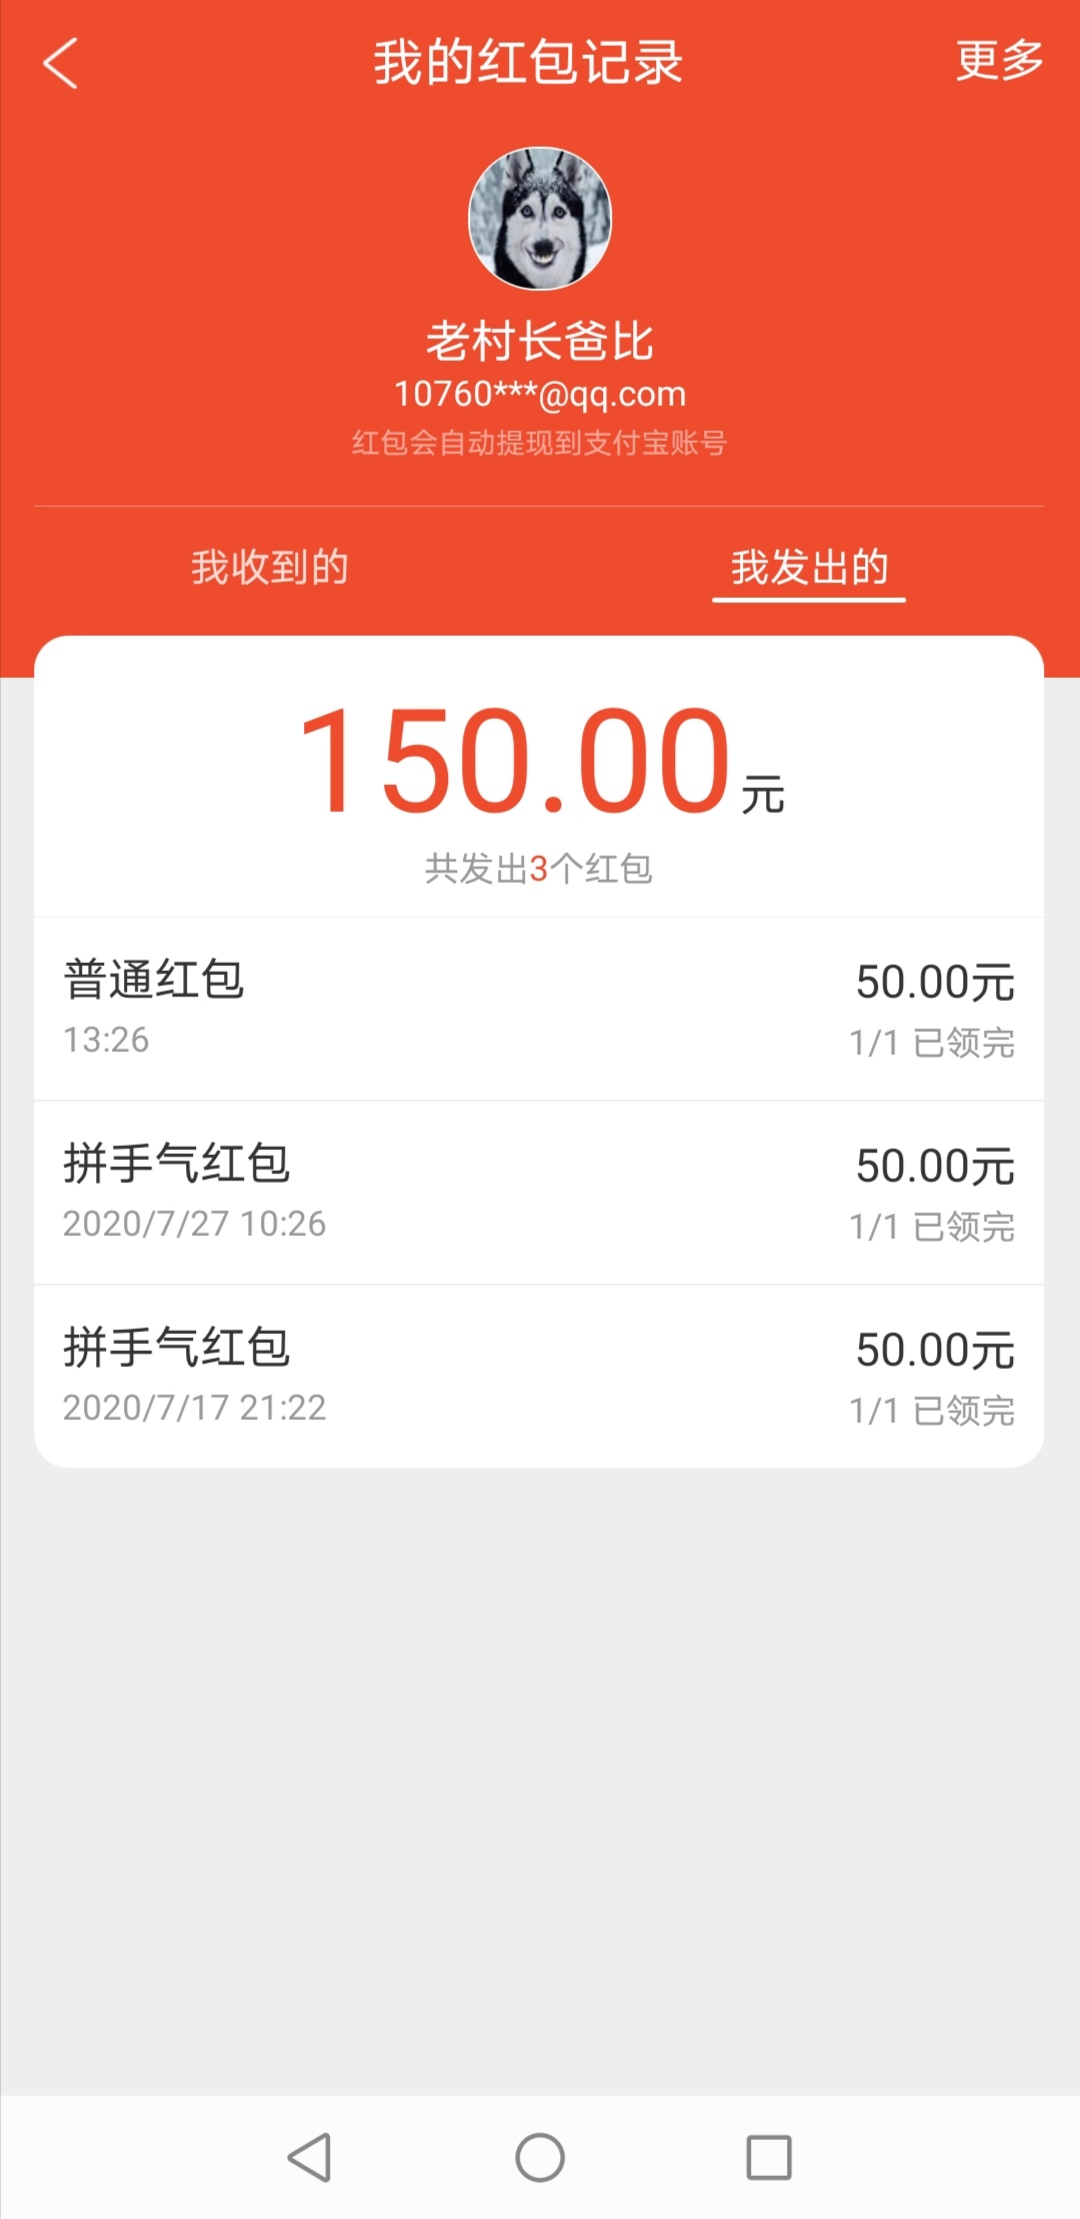 我的红包记录
更多
老村长爸比
10760***@qq.com
红包会自动提现到支付宝账号
我收到的
我发出的
150.00元
共发出3个红包
普通红包
50.00元
13:26
1/1 已领完
拼手气红包
50.00元
2020/7/27 10:26
1/1 已领完
拼手气红包
50.00元
2020/7/17 21:22
1/1 已领完